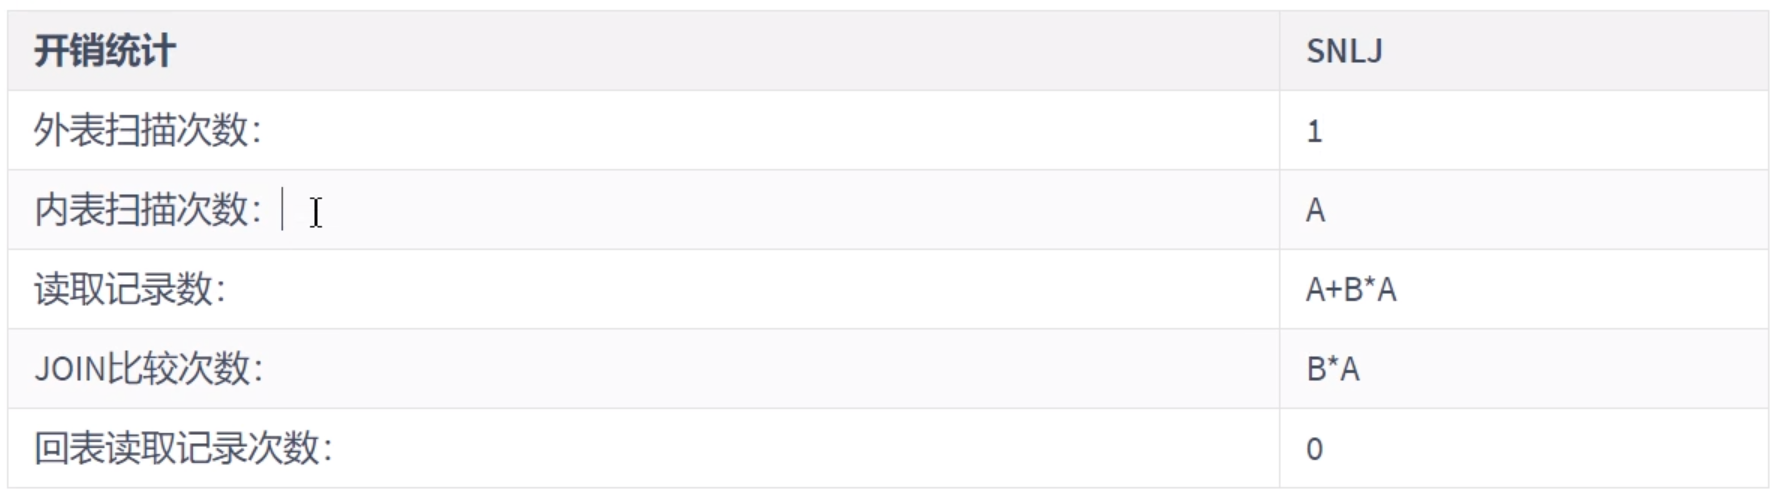 开销统计 SNLJ
外表扫描次数： 1
内表扫描次数： A
读取记录数： A+B*A
JOIN比较次数： B*A
回表读取记录次数： 0